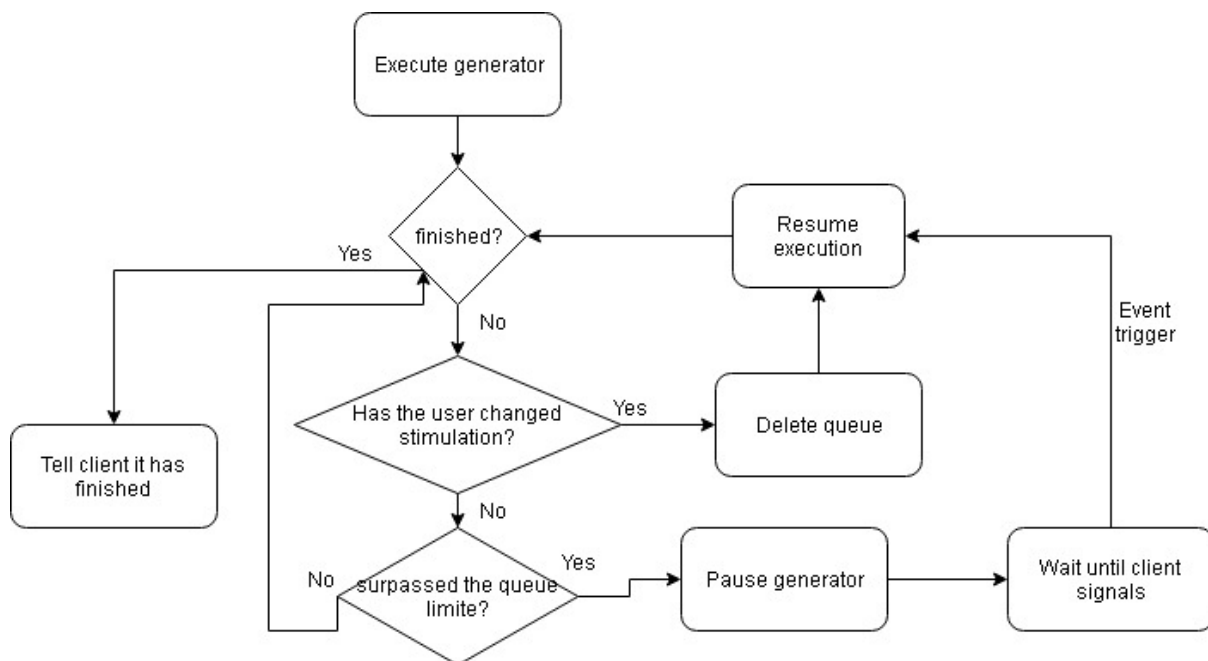 Execute generator
finished?
Yes
Resume
execution
No
Event
trigger
Has the user changed
stimulation?
Yes
Delete queue
Tell client it has
finished
No
surpassed the queue
limite?
No
Yes
Pause generator
Wait until client
signals